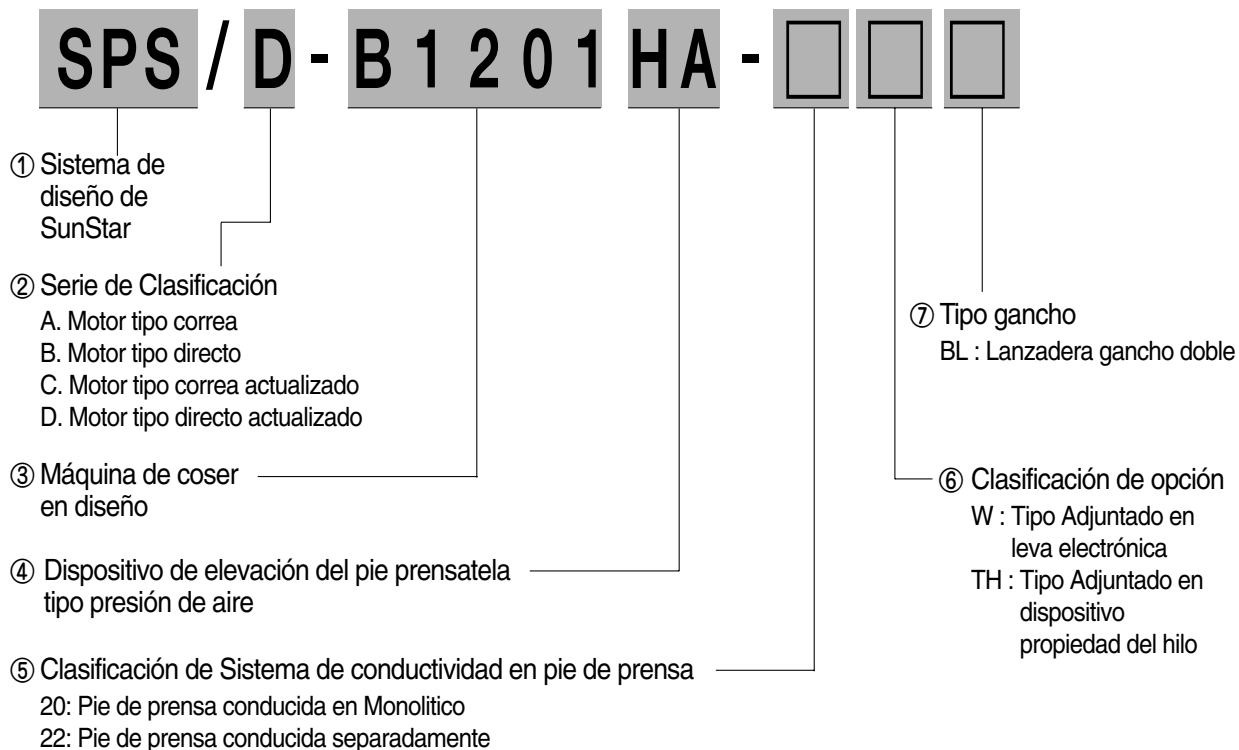 SPS / D - B1201 HA - □ □ □
① Sistema de
diseño de
SunStar
② Serie de Clasificación
A. Motor tipo correa
B. Motor tipo directo
C. Motor tipo correa actualizado
D. Motor tipo directo actualizado
③ Máquina de coser
en diseño
④ Dispositivo de elevación del pie prensatela
tipo presión de aire
⑤ Clasificación de Sistema de conductividad en pie de prensa
20: Pie de prensa conducida en Monolitico
22: Pie de prensa conducida separadamente
⑦ Tipo gancho
BL : Lanzadera gancho doble
⑥ Clasificación de opción
W : Tipo Adjuntado en
leva electrónica
TH : Tipo Adjuntado en
dispositivo
propiedad del hilo